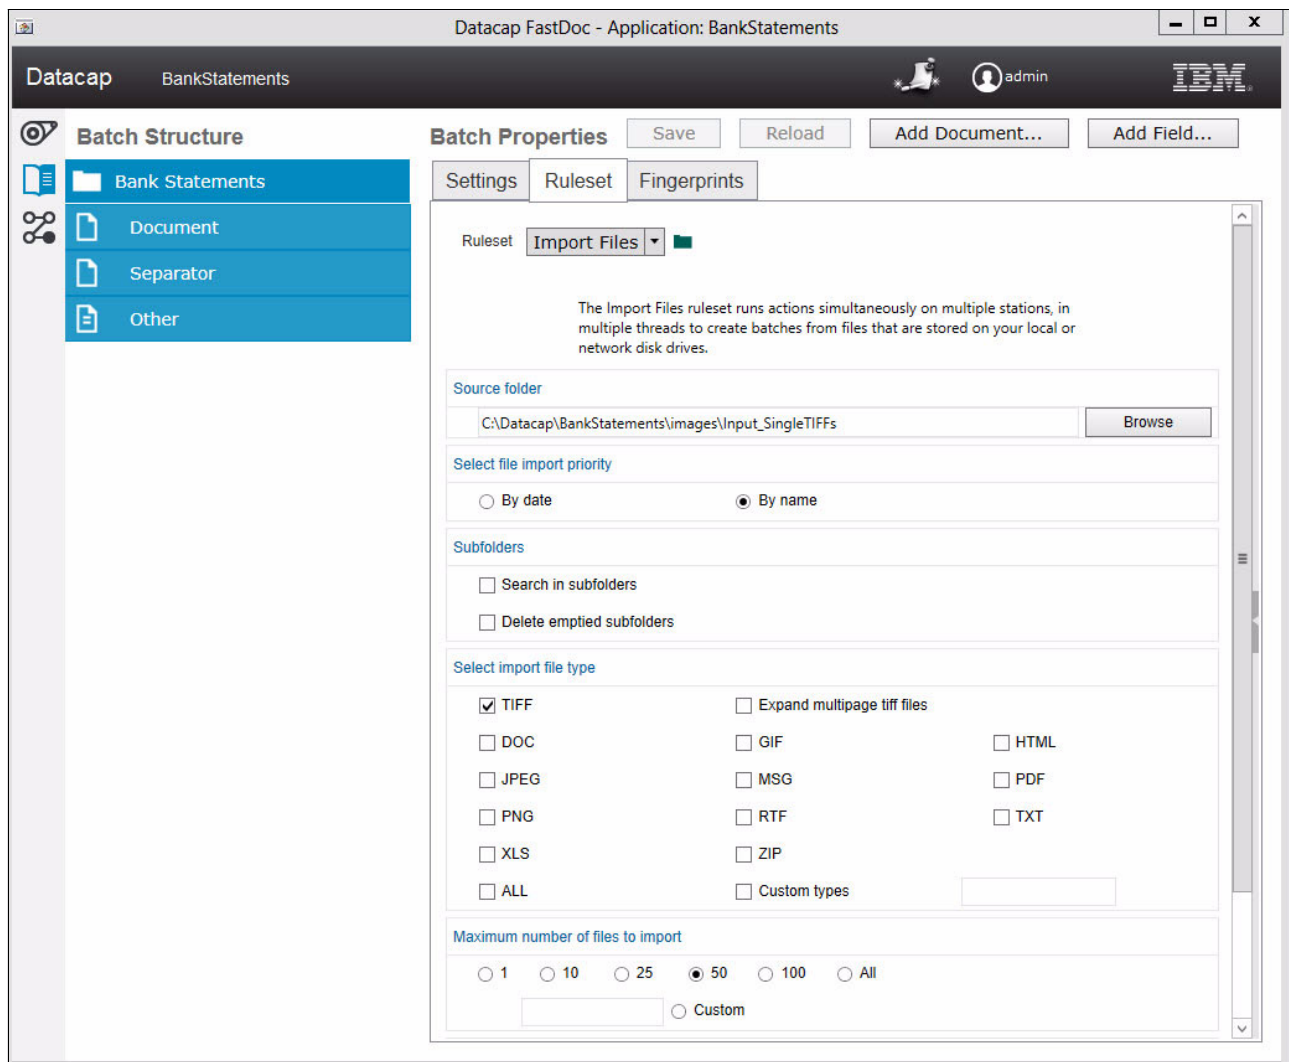 Datacap FastDoc - Application: BankStatements
Datacap BankStatements admin IBM
Batch Structure
Bank Statements
Document
Separator
Other
Batch Properties Save Reload Add Document... Add Field...
Settings Ruleset Fingerprints
Ruleset Import Files
The Import Files ruleset runs actions simultaneously on multiple stations, in
multiple threads to create batches from files that are stored on your local or
network disk drives.
Source folder
C:\Datacap\BankStatements\images\Input_SingleTIFFs Browse
Select file import priority
By date By name
Subfolders
Search in subfolders
Delete emptied subfolders
Select import file type
TIFF Expand multipage tiff files
DOC GIF HTML
JPEG MSG PDF
PNG RTF TXT
XLS ZIP
ALL Custom types
Maximum number of files to import
1 10 25 50 100 All
Custom